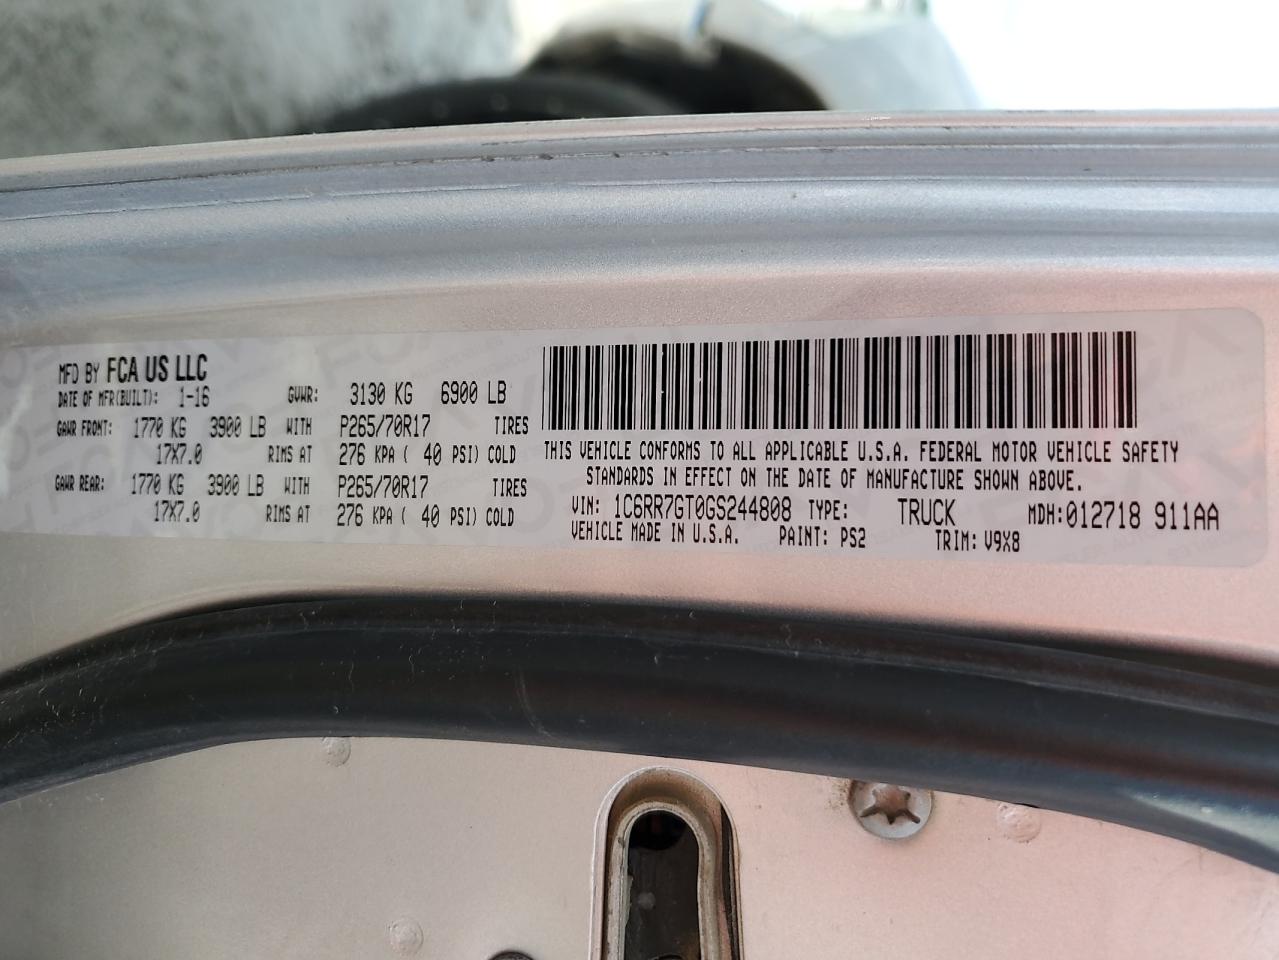 MFD BY FCA US LLC
DATE OF MFR(BUILT): 1-16 GVWR: 3130 KG 6900 LB
GAWR FRONT: 1770 KG 3900 LB WITH P265/70R17 TIRES
17X7.0 RIMS AT 276 KPA ( 40 PSI) COLD
GAWR REAR: 1770 KG 3900 LB WITH P265/70R17 TIRES
17X7.0 RIMS AT 276 KPA ( 40 PSI) COLD
THIS VEHICLE CONFORMS TO ALL APPLICABLE U.S.A. FEDERAL MOTOR VEHICLE SAFETY
STANDARDS IN EFFECT ON THE DATE OF MANUFACTURE SHOWN ABOVE.
VIN: 1C6RR7GT0GS244808 TYPE: TRUCK MDH:012718 911AA
VEHICLE MADE IN U.S.A. PAINT: PS2 TRIM: V9X8